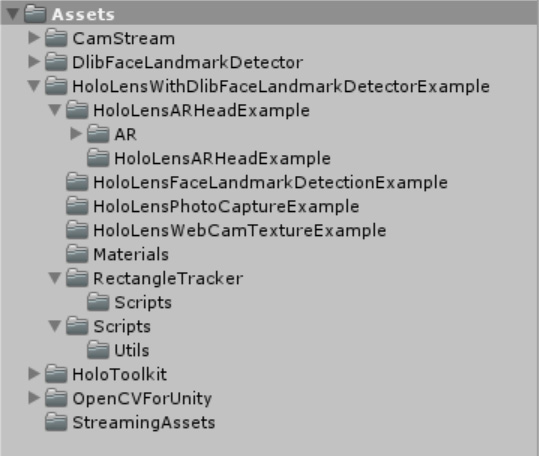 Assets
CamStream
DlibFaceLandmarkDetector
HoloLensWithDlibFaceLandmarkDetectorExample
HoloLensARHeadExample
AR
HoloLensARHeadExample
HoloLensFaceLandmarkDetectionExample
HoloLensPhotoCaptureExample
HoloLensWebCamTextureExample
Materials
RectangleTracker
Scripts
Scripts
Utils
HoloToolkit
OpenCVForUnity
StreamingAssets